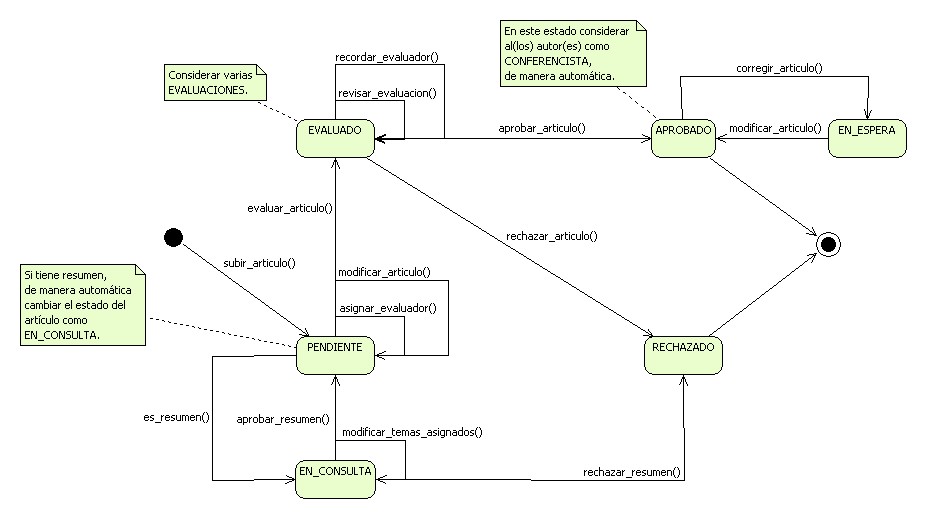 En este estado considerar
al(los) autor(es) como
CONFERENCISTA,
de manera automática.
recordar_evaluador()
corregir_articulo()
Considerar varias
EVALUACIONES.
revisar_evaluacion()
EVALUADO
aprobar_articulo()
APROBADO
modificar_articulo()
EN_ESPERA
evaluar_articulo()
rechazar_articulo()
subir_articulo()
Si tiene resumen,
de manera automática
cambiar el estado del
artículo como
EN_CONSULTA.
modificar_articulo()
asignar_evaluador()
PENDIENTE
RECHAZADO
es_resumen()
aprobar_resumen()
modificar_temas_asignados()
EN_CONSULTA
rechazar_resumen()